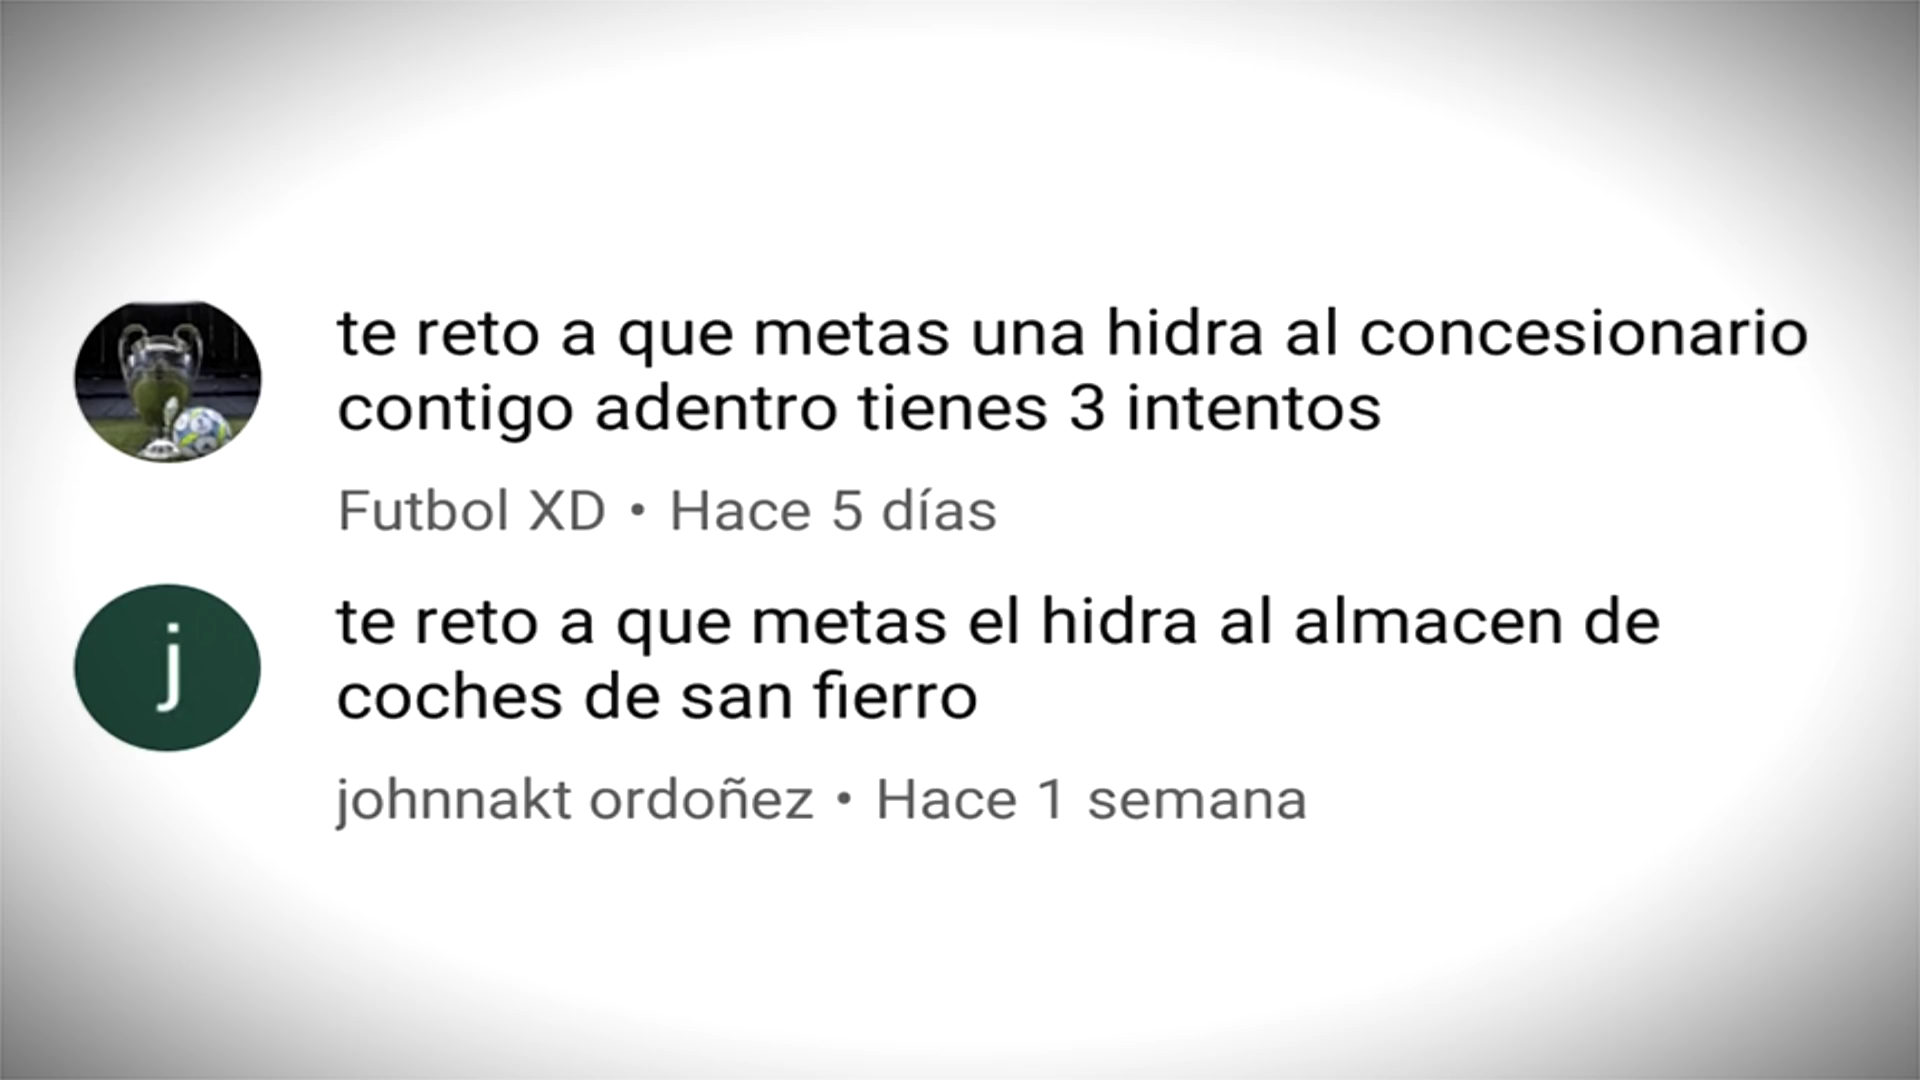 te reto a que metas una hidra al concesionario
contigo adentro tienes 3 intentos
Futbol XD • Hace 5 días
j
te reto a que metas el hidra al almacen de
coches de san fierro
johnnakt ordoñez • Hace 1 semana